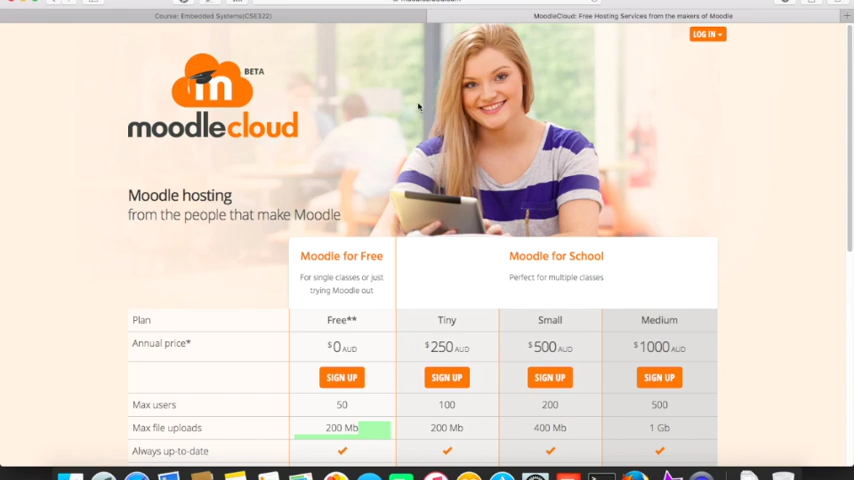 Course: Embedded Systems(CSE322)
MoodleCloud: Free Hosting Services from the makers of Moodle
LOG IN
BETA
m
moodlecloud
Moodle hosting
from the people that make Moodle
Moodle for Free
Moodle for School
For single classes or just
trying Moodle out
Perfect for multiple classes
Plan Free** Tiny Small Medium
Annual price* $0 AUD $250 AUD $500 AUD $1000 AUD
SIGN UP SIGN UP SIGN UP SIGN UP
Max users 50 100 200 500
Max file uploads 200 Mb 200 Mb 400 Mb 1 Gb
Always up-to-date